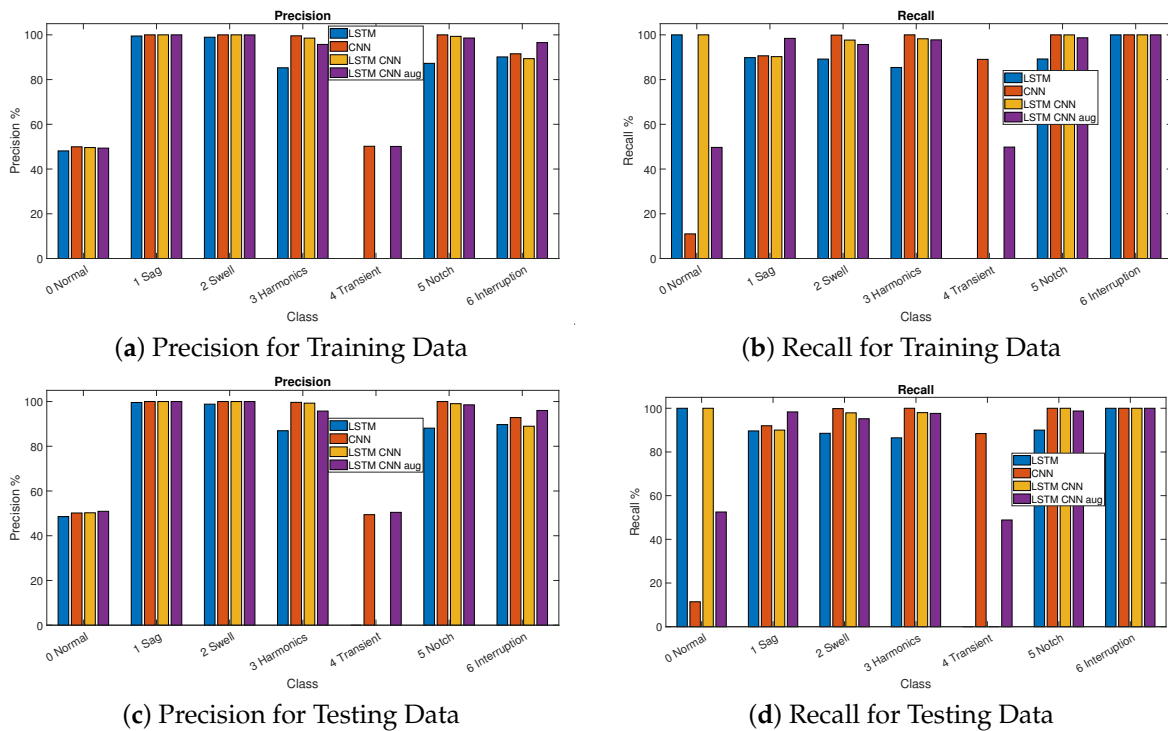 Precision
100
80
60
40
20
0
Precision %
LSTM
CNN
LSTM CNN
LSTM CNN aug
0 Normal
1 Sag
2 Swell
3 Harmonics
4 Transient
5 Notch
6 Interruption
Class
(a) Precision for Training Data
Recall
100
80
60
40
20
0
Recall %
LSTM
CNN
LSTM CNN
LSTM CNN aug
0 Normal
1 Sag
2 Swell
3 Harmonics
4 Transient
5 Notch
6 Interruption
Class
(b) Recall for Training Data
Precision
100
80
60
40
20
0
Precision %
LSTM
CNN
LSTM CNN
LSTM CNN aug
0 Normal
1 Sag
2 Swell
3 Harmonics
4 Transient
5 Notch
6 Interruption
Class
(c) Precision for Testing Data
Recall
100
80
60
40
20
0
Recall %
LSTM
CNN
LSTM CNN
LSTM CNN aug
0 Normal
1 Sag
2 Swell
3 Harmonics
4 Transient
5 Notch
6 Interruption
Class
(d) Recall for Testing Data